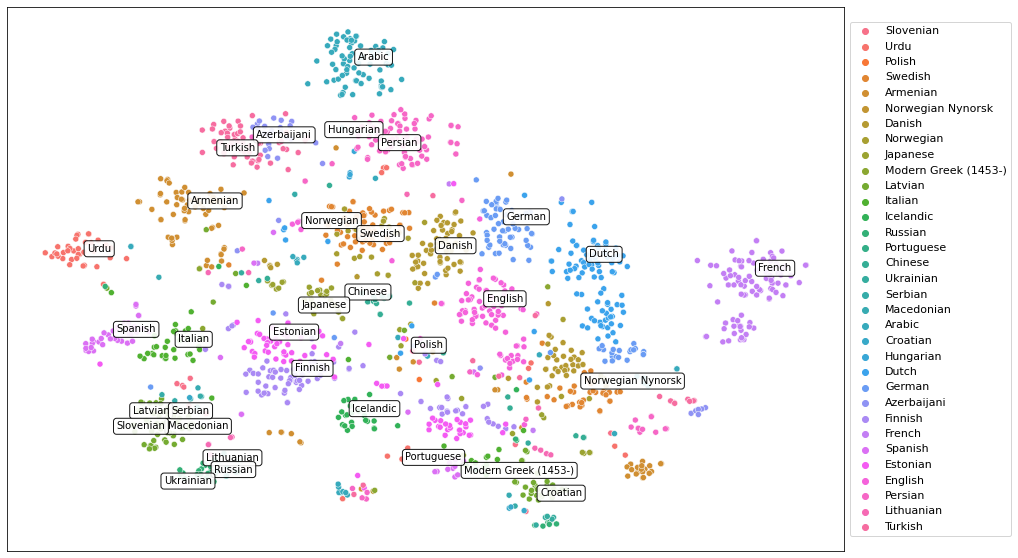 Arabic
Hungarian
Azerbaijani
Persian
Turkish
Armenian
German
Norwegian
Swedish
Danish
Urdu
Dutch
French
Chinese
English
Japanese
Spanish
Estonian
Italian
Polish
Finnish
Norwegian Nynorsk
Icelandic
Latvian
Serbian
Slovenian
Macedonian
Lithuanian
Portuguese
Russian
Modern Greek (1453-)
Ukrainian
Croatian
Slovenian
Urdu
Polish
Swedish
Armenian
Norwegian Nynorsk
Danish
Norwegian
Japanese
Modern Greek (1453-)
Latvian
Italian
Icelandic
Russian
Portuguese
Chinese
Ukrainian
Serbian
Macedonian
Arabic
Croatian
Hungarian
Dutch
German
Azerbaijani
Finnish
French
Spanish
Estonian
English
Persian
Lithuanian
Turkish